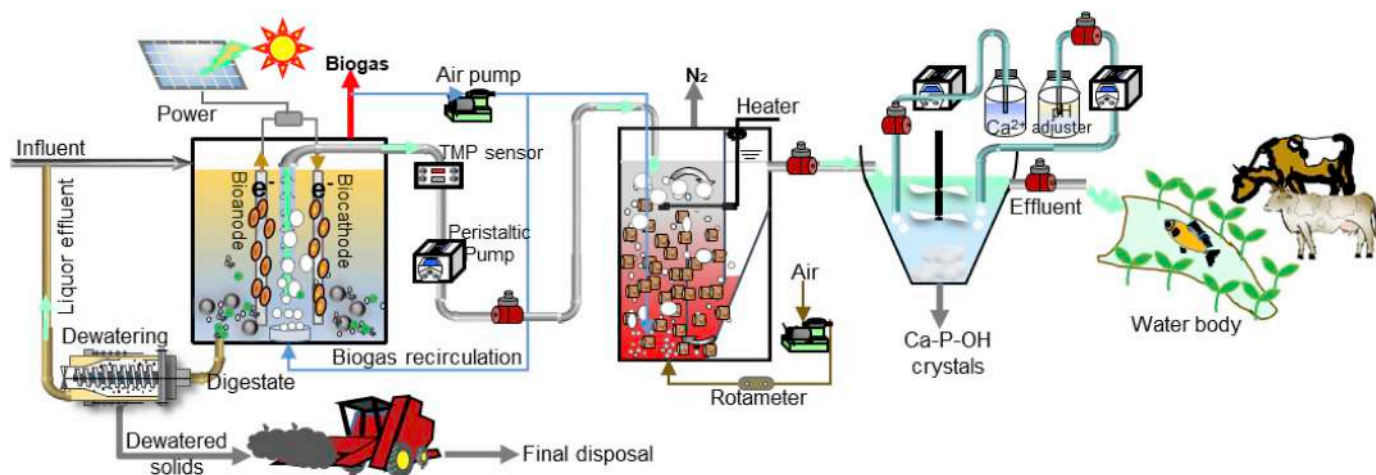 Power
Biogas
Air pump
N₂
Heater
Influent
TMP sensor
Ca²⁺
pH
adjuster
Bioanode
e⁻
e⁻
Biocathode
Peristaltic
Pump
Effluent
Liquor effluent
Air
Dewatering
Biogas recirculation
Digestate
Rotameter
Ca-P-OH
crystals
Water body
Dewatered
solids
Final disposal